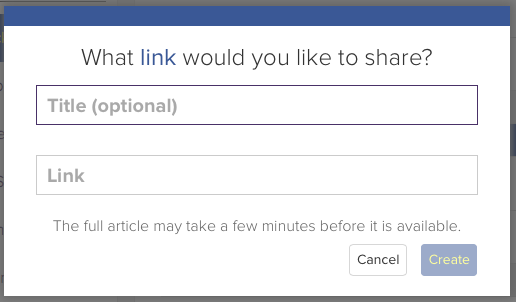 What link would you like to share?
Title (optional)
Link
The full article may take a few minutes before it is available.
Cancel
Create